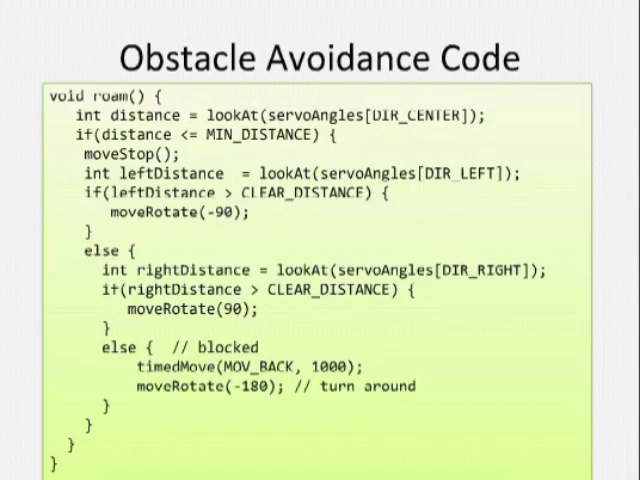 Obstacle Avoidance Code
void roam() {
int distance = lookAt(servoAngles[DIR_CENTER]);
if(distance <= MIN_DISTANCE) {
moveStop();
int leftDistance  = lookAt(servoAngles[DIR_LEFT]);
if(leftDistance > CLEAR_DISTANCE) {
moveRotate(-90);
}
else {
int rightDistance = lookAt(servoAngles[DIR_RIGHT]);
if(rightDistance > CLEAR_DISTANCE) {
moveRotate(90);
}
else {  // blocked
timedMove(MOV_BACK, 1000);
moveRotate(-180); // turn around
}
}
}
}